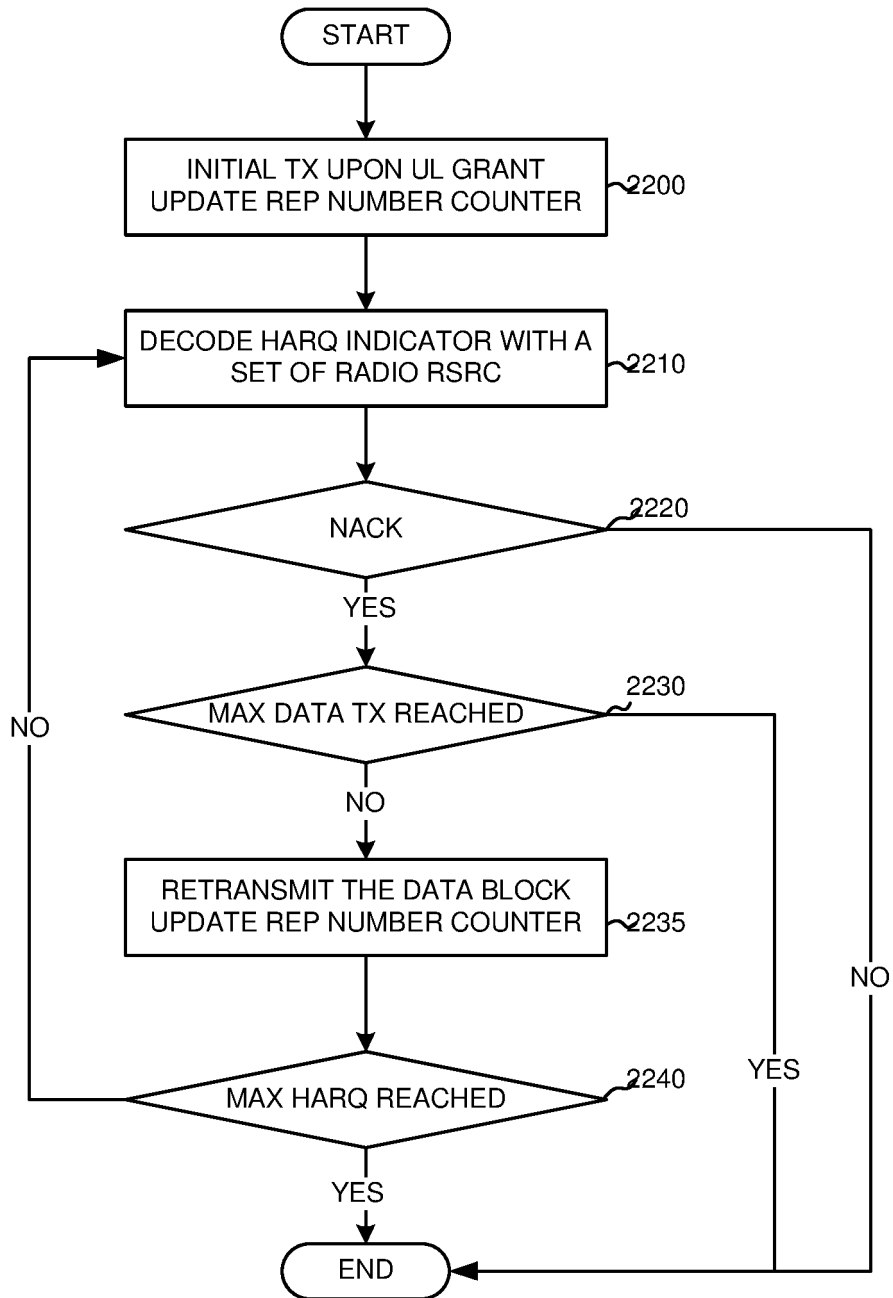 START
INITIAL TX UPON UL GRANT
UPDATE REP NUMBER COUNTER
2200
DECODE HARQ INDICATOR WITH A
SET OF RADIO RSRC
2210
NACK
2220
YES
MAX DATA TX REACHED
2230
NO
NO
RETRANSMIT THE DATA BLOCK
UPDATE REP NUMBER COUNTER
2235
NO
MAX HARQ REACHED
2240
YES
YES
END